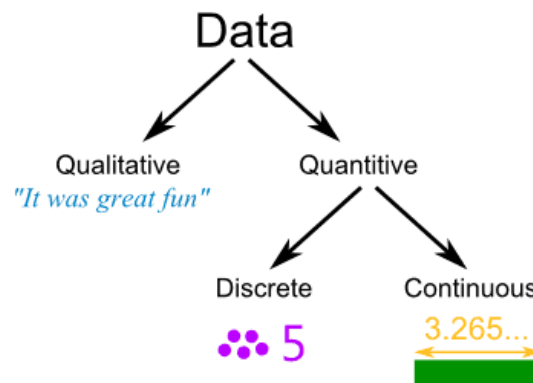 Data
Qualitative
"It was great fun"
Quantitive
Discrete
5
Continuous
3.265...